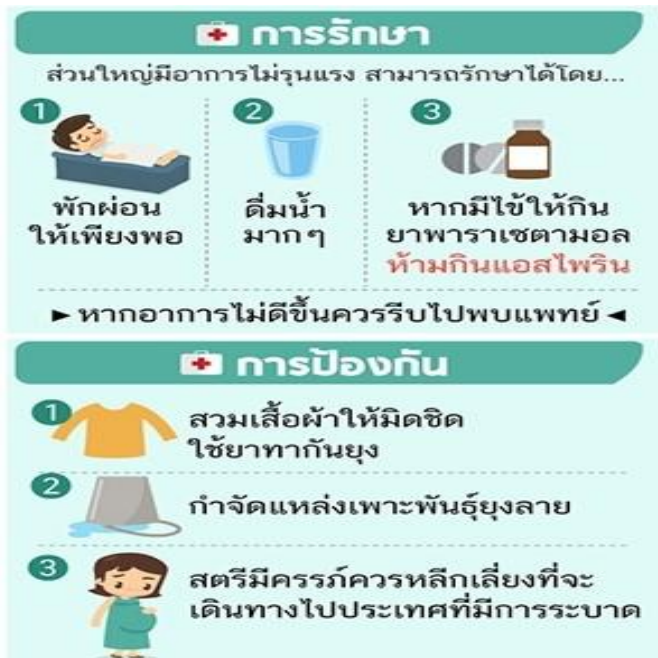 การรักษา
ส่วนใหญ่มีอาการไม่รุนแรง สามารถรักษาได้โดย...
1
พักผ่อน
ให้เพียงพอ
2
ดื่มน้ำ
มากๆ
3
หากมีไข้ให้กิน
ยาพาราเซตามอล
ห้ามกินแอสไพริน
►หากอาการไม่ดีขึ้นควรรีบไปพบแพทย์◄
การป้องกัน
1
สวมเสื้อผ้าให้มิดชิด
ใช้ยาทากันยุง
2
กำจัดแหล่งเพาะพันธุ์ยุงลาย
3
สตรีมีครรภ์ควรหลีกเลี่ยงที่จะ
เดินทางไปประเทศที่มีการระบาด